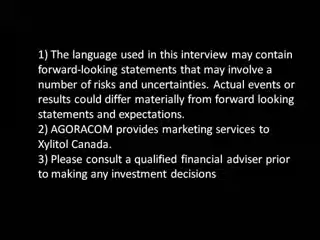 1) The language used in this interview may contain
forward-looking statements that may involve a
number of risks and uncertainties. Actual events or
results could differ materially from forward looking
statements and expectations.
2) AGORACOM provides marketing services to
Xylitol Canada.
3) Please consult a qualified financial adviser prior
to making any investment decisions